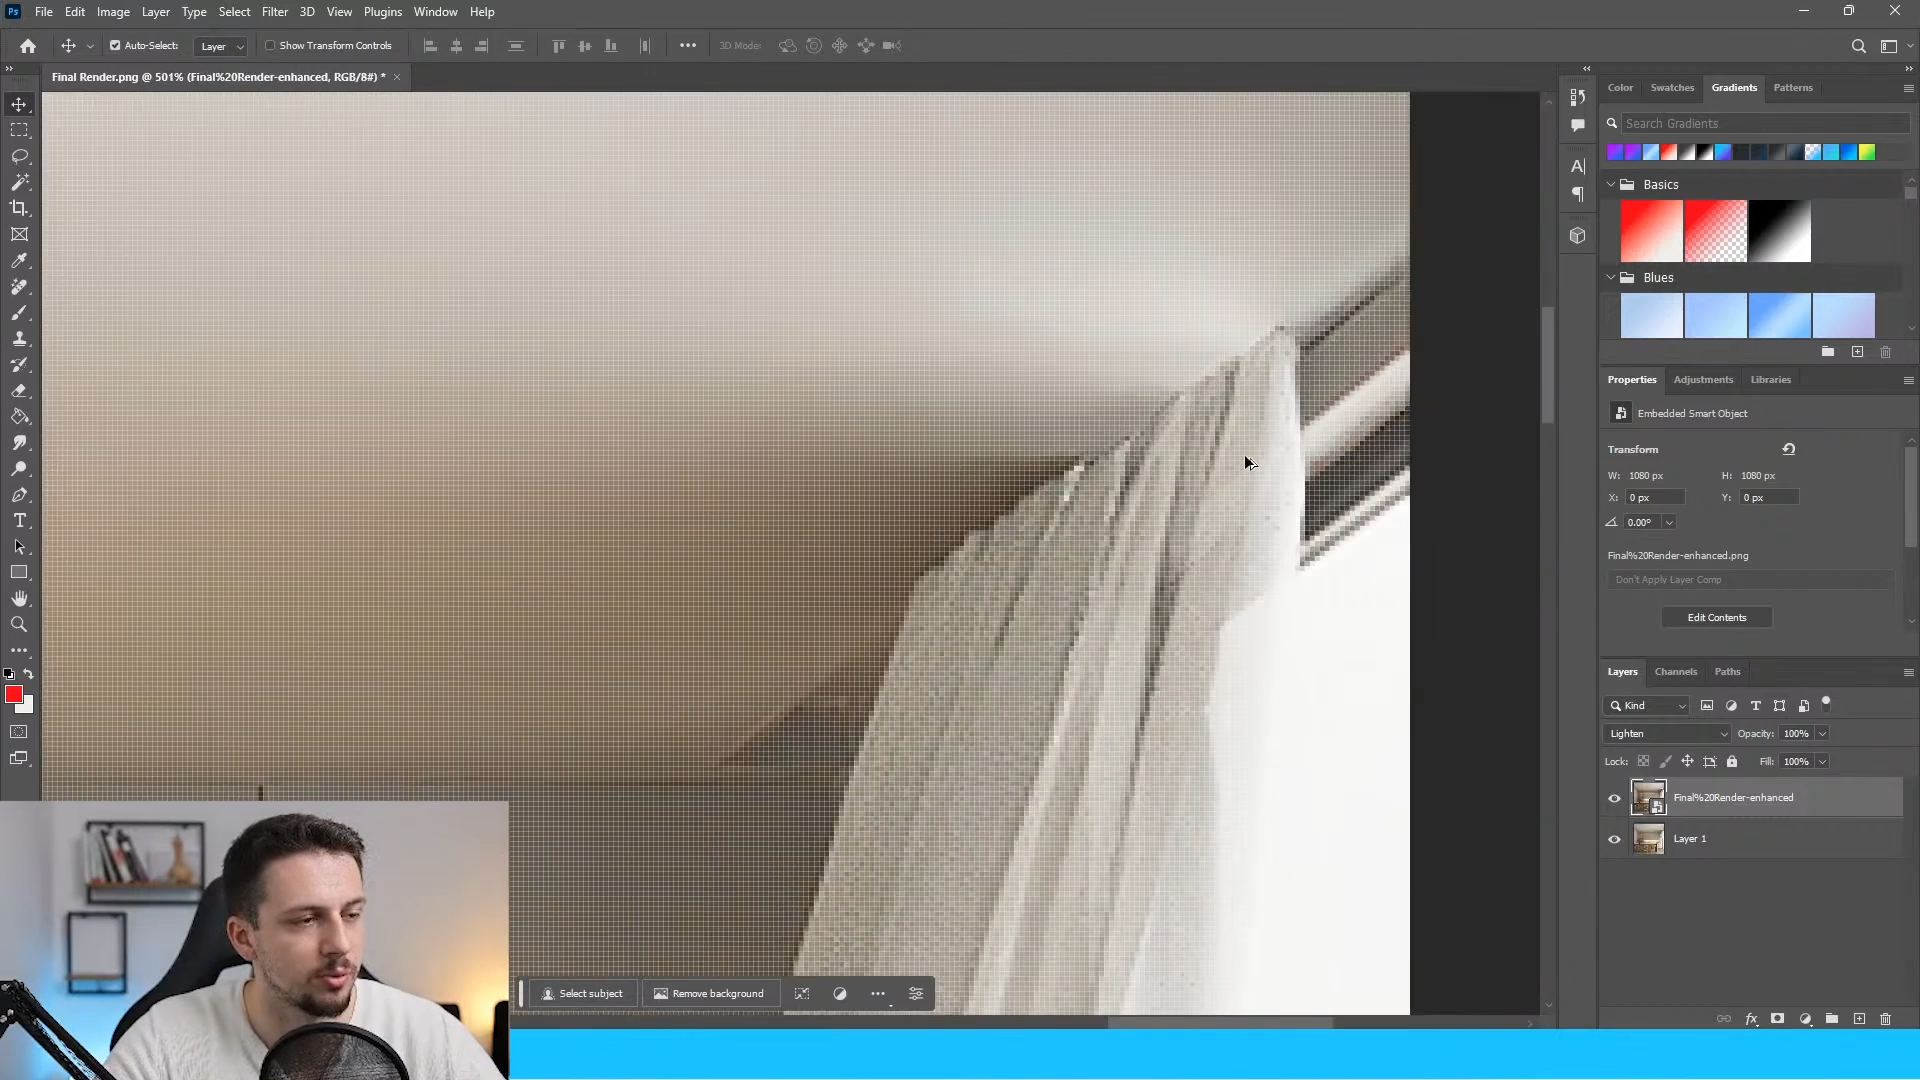 Ps File Edit Image Layer Type Select Filter 3D View Plugins Window Help
Auto-Select: Layer Show Transform Controls 3D Mode:
Final Render.png @ 501% (Final%20Render-enhanced, RGB/8#) *
Color Swatches Gradients Patterns
Search Gradients
Basics
Blues
Properties Adjustments Libraries
Embedded Smart Object
Transform
W: 1080 px H: 1080 px
X: 0 px Y: 0 px
0.00°
Final%20Render-enhanced.png
Don't Apply Layer Comp
Edit Contents
Layers Channels Paths
Kind
Lighten Opacity: 100%
Lock: Fill: 100%
Final%20Render-enhanced
Layer 1
Select subject Remove background
fx